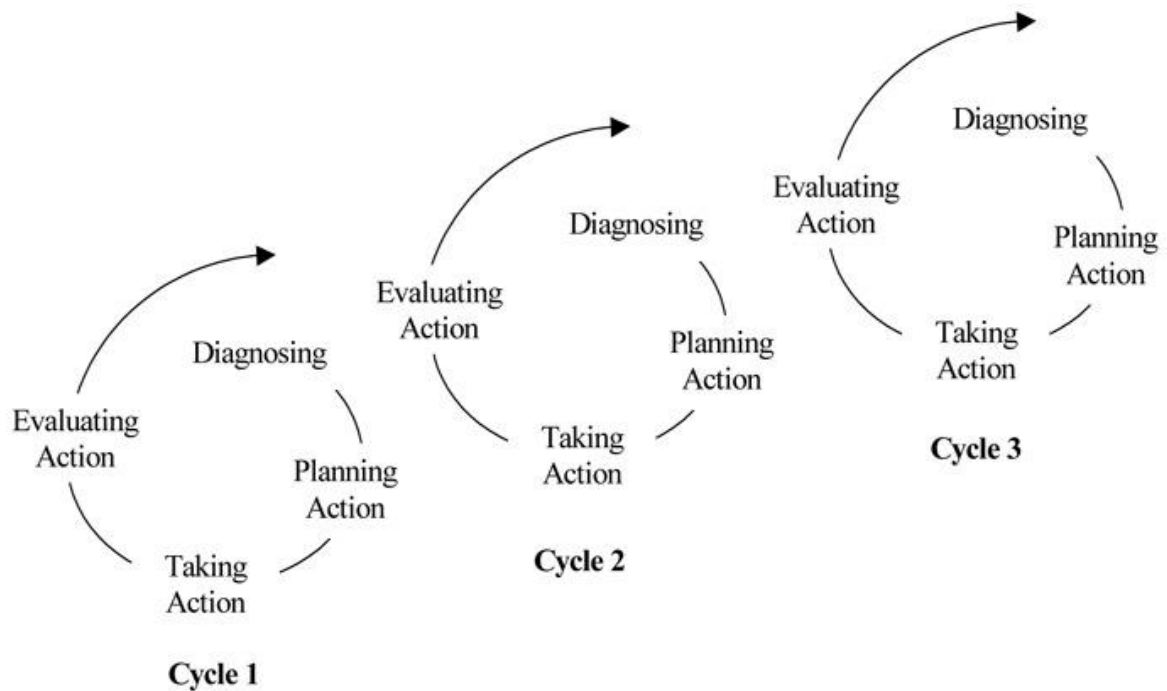 Diagnosing
Planning
Action
Taking
Action
Evaluating
Action
Cycle 1
Diagnosing
Planning
Action
Taking
Action
Evaluating
Action
Cycle 2
Diagnosing
Planning
Action
Taking
Action
Evaluating
Action
Cycle 3